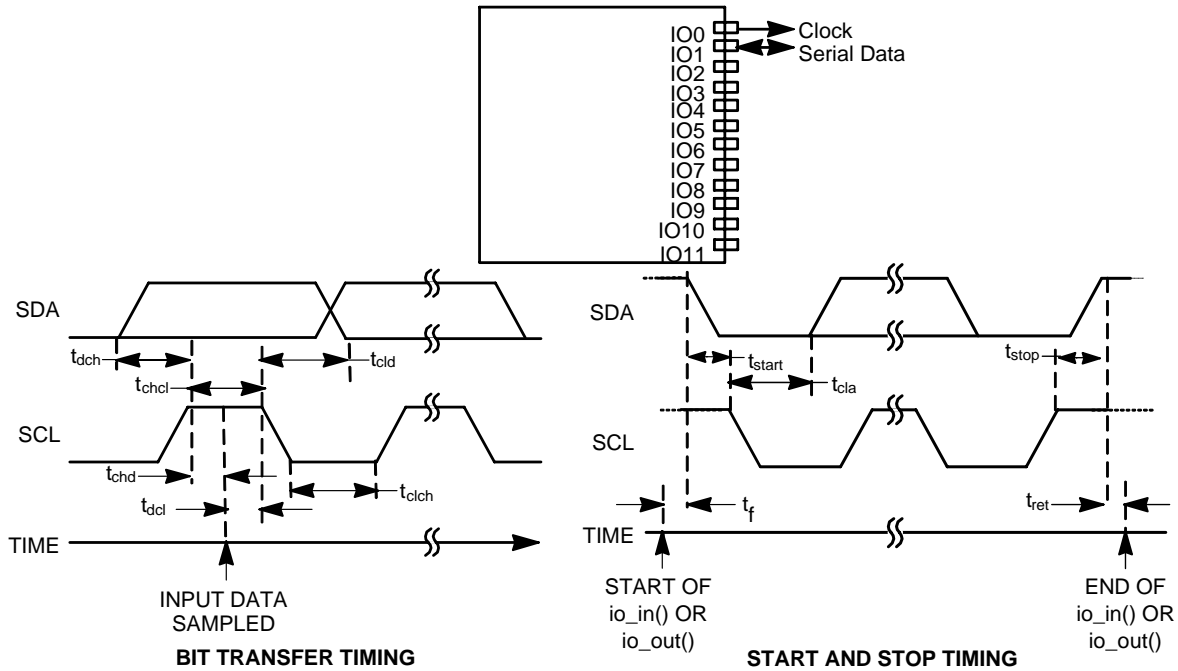 IO0
Clock
IO1
Serial Data
IO2
IO3
IO4
IO5
IO6
IO7
IO8
IO9
IO10
IO11
SDA
tdch
tcld
tchcl
SCL
tchd
tclch
tdcl
TIME
INPUT DATA
SAMPLED
BIT TRANSFER TIMING
SDA
tstart
tstop
tcla
SCL
tf
tret
TIME
START OF
io_in() OR
io_out()
END OF
io_in() OR
io_out()
START AND STOP TIMING